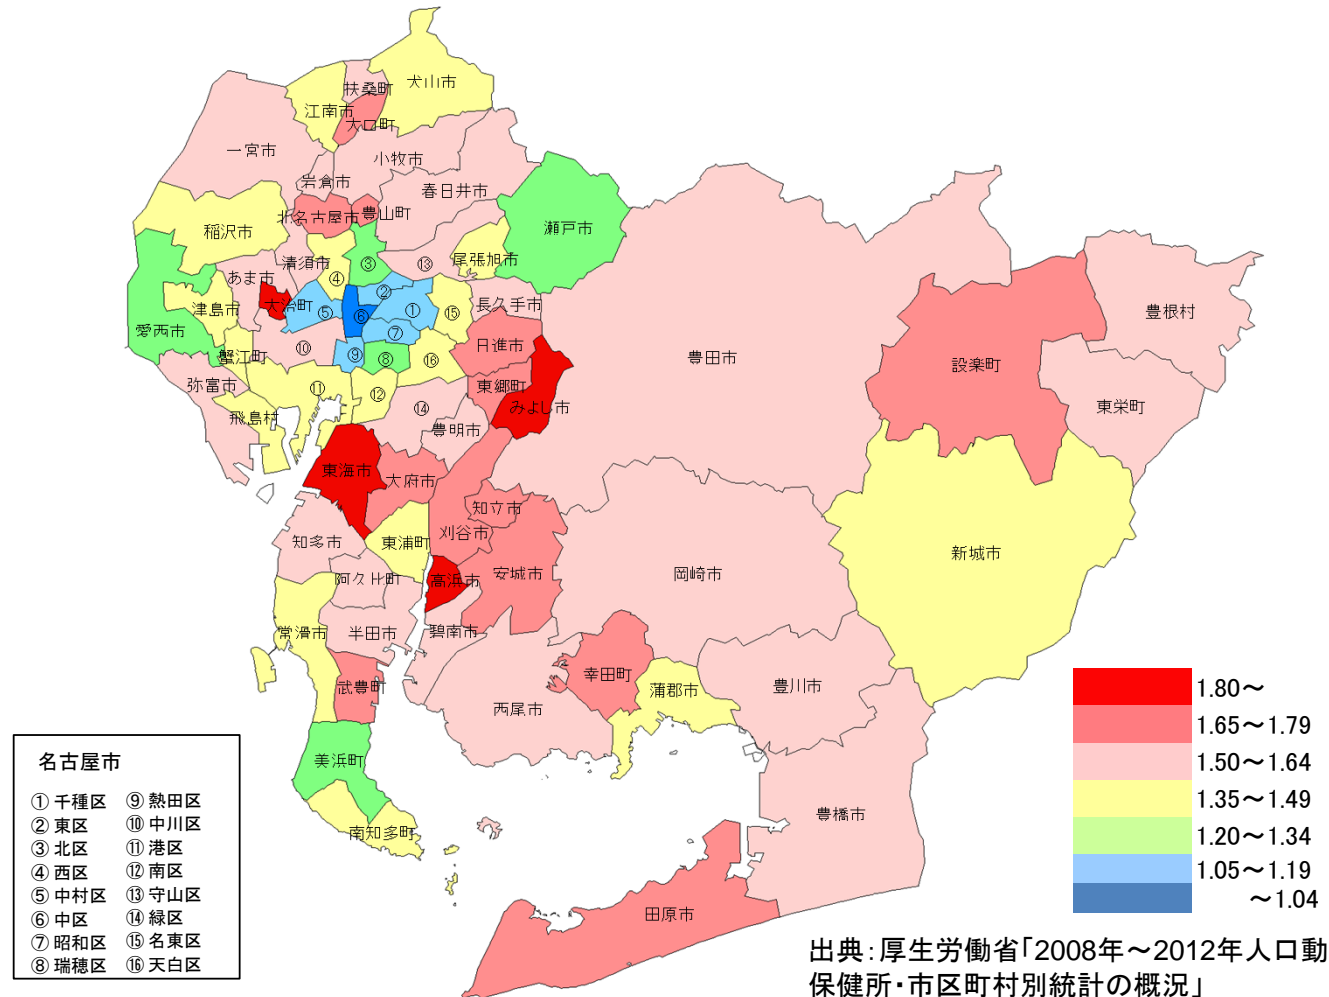 犬山市
扶桑町
江南市
大口町
一宮市
小牧市
岩倉市
春日井市
北名古屋市
豊山町
瀬戸市
稲沢市
尾張旭市
清須市
③
⑬
④
あま市
②
長久手市
津島市
大治町
⑤
⑥
①
⑮
豊根村
愛西市
⑦
日進市
豊田市
蟹江町
⑩
⑨
⑧
⑯
設楽町
弥富市
⑪
⑫
東郷町
みよし市
東栄町
飛島村
⑭
豊明市
東海市
大府市
知立市
知多市
東浦町
刈谷市
新城市
阿久比町
高浜市
安城市
岡崎市
常滑市
半田市
碧南市
武豊町
幸田町
蒲郡市
豊川市
西尾市
美浜町
豊橋市
南知多町
田原市
名古屋市
① 千種区
② 東区
③ 北区
④ 西区
⑤ 中村区
⑥ 中区
⑦ 昭和区
⑧ 瑞穂区
⑨ 熱田区
⑩ 中川区
⑪ 港区
⑫ 南区
⑬ 守山区
⑭ 緑区
⑮ 名東区
⑯ 天白区
1.80～
1.65～1.79
1.50～1.64
1.35～1.49
1.20～1.34
1.05～1.19
～1.04
出典:厚生労働省「2008年～2012年人口動
保健所・市区町村別統計の概況」